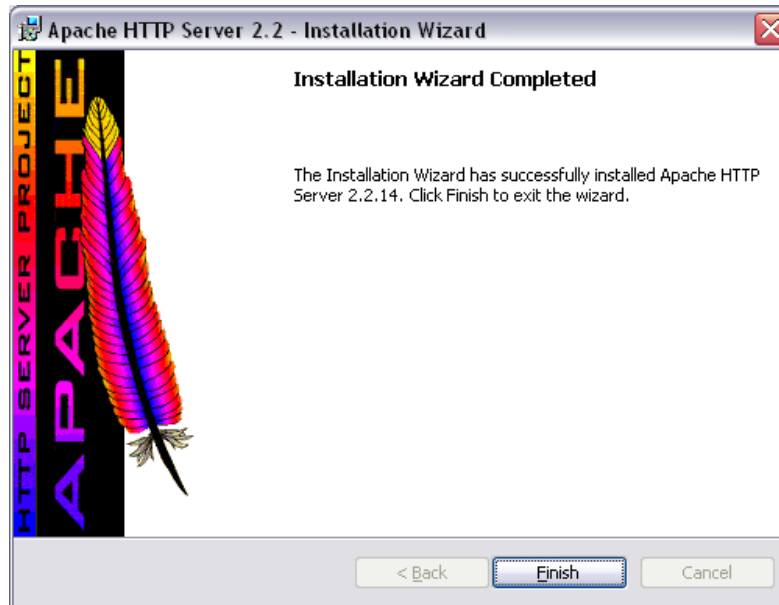 Apache HTTP Server 2.2 - Installation Wizard
HTTP SERVER PROJECT
APACHE
Installation Wizard Completed
The Installation Wizard has successfully installed Apache HTTP
Server 2.2.14. Click Finish to exit the wizard.
< Back
Finish
Cancel